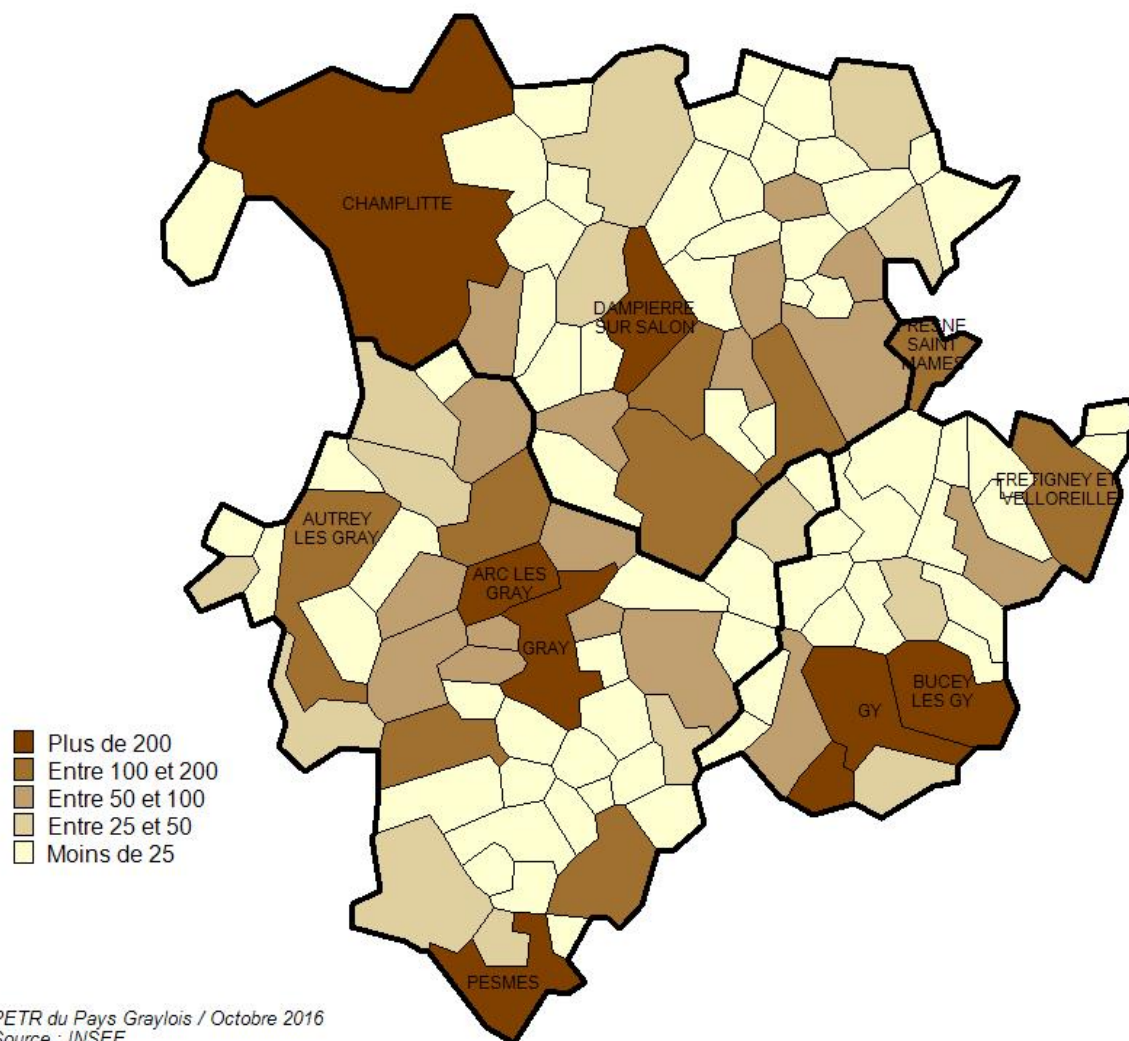 CHAMPLITTE
DAMPIERRE
SUR SALON
FRESNE
SAINT
MAMES
FRETIGNEY ET
VELLOREILLE
AUTREY
LES GRAY
ARC LES
GRAY
GRAY
BUCEY
LES GY
GY
Plus de 200
Entre 100 et 200
Entre 50 et 100
Entre 25 et 50
Moins de 25
PESMES
PETR du Pays Graylois / Octobre 2016
Source : INSEE